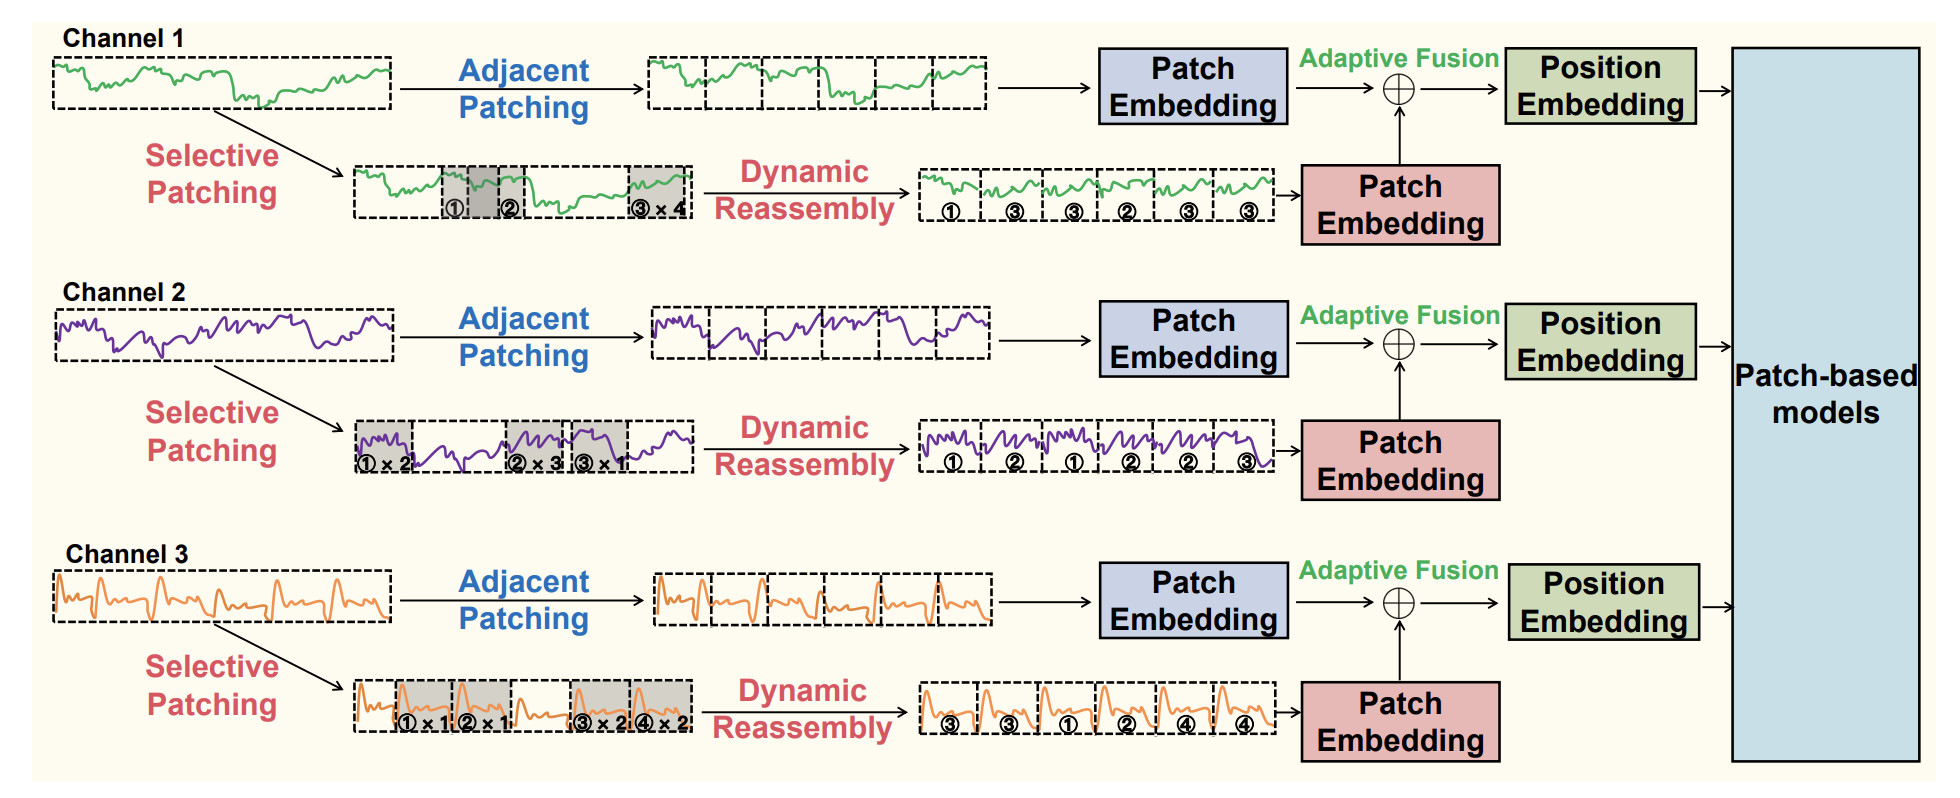 Channel 1
Adjacent
Patching
Patch
Embedding
Adaptive Fusion
Position
Embedding
Selective
Patching
① ② ③ × 4
Dynamic
Reassembly
① ③ ③ ② ③ ③
Patch
Embedding
Channel 2
Adjacent
Patching
Patch
Embedding
Adaptive Fusion
Position
Embedding
Patch-based
models
Selective
Patching
① × 2 ② × 3 ③ × 1
Dynamic
Reassembly
① ② ① ② ② ③
Patch
Embedding
Channel 3
Adjacent
Patching
Patch
Embedding
Adaptive Fusion
Position
Embedding
Selective
Patching
① × 1 ② × 1 ③ × 2 ④ × 2
Dynamic
Reassembly
③ ③ ① ② ④ ④
Patch
Embedding